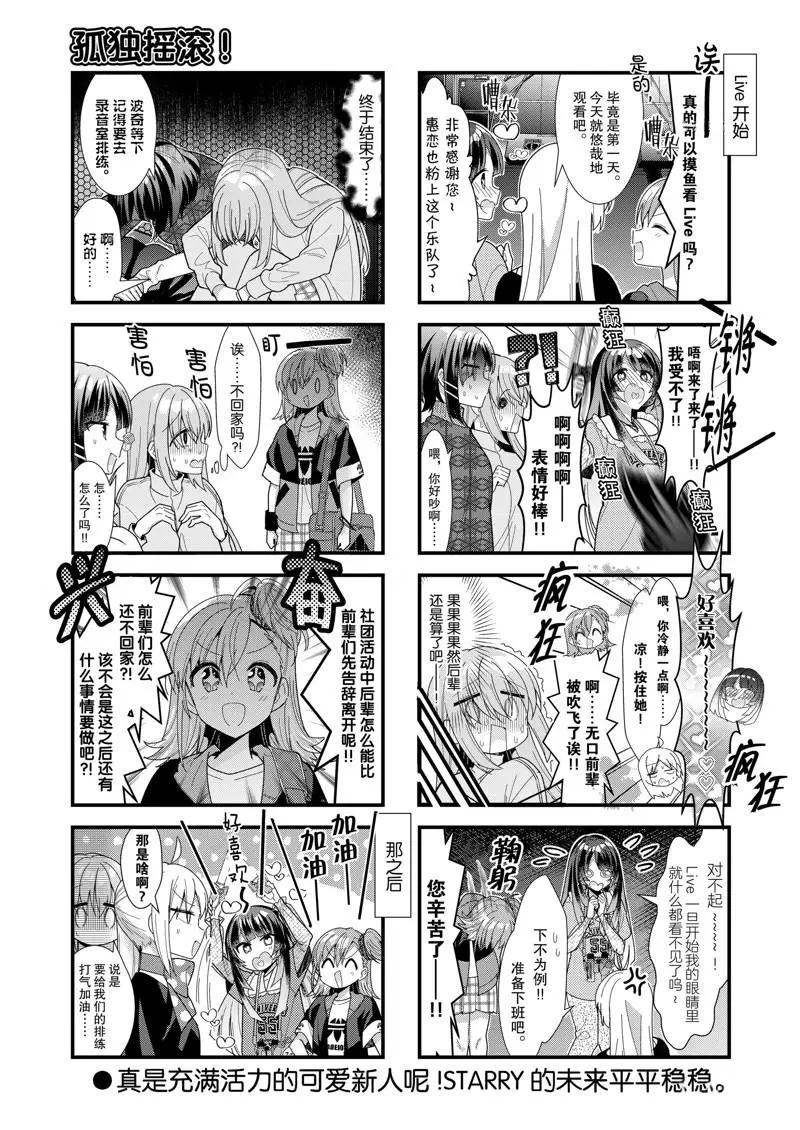 孤独摇滚!
Live 开始
诶——
真的可以摸鱼看 Live 吗?
是的,
嘈杂
毕竟是第一天。
今天就悠哉地
观看吧。
嘈杂
非常感谢您~
惠恋也粉上这个乐队了~
锵锵 锵锵
唔啊来了来了——!!
我受不了!!
癫狂
癫狂
癫狂
?!
啊啊啊啊——
表情好棒!!
喂,你好吵啊……
好喜欢~~~~~~~♡♡
喂,你冷静一点啊……
凉!按住她!
疯狂
疯狂
啊……无口前辈
被吹飞了诶!!
果果果果然后辈
还是算了吧——!!
对不起~~~~!
Live 一旦开始我的眼睛里
就什么都看不见了呜~
下不为例!!
准备下班吧。
鞠躬
您辛苦了——!!
终于结束了……
波奇等下
记得要去
录音室排练。
啊……
好的……
盯——
诶……不回家吗?!
害怕
害怕
怎……
怎么了吗!!
兴奋
社团活动中后辈怎么能比
前辈们先告辞离开呢!!
前辈们怎么
还不回家?!
该不会是这之后还有
什么事情要做吧?!
那之后
加油
加油
好喜欢~
那是啥啊?
说是
要给我们的排练
打气加油……
●真是充满活力的可爱新人呢!STARRY 的未来平平稳稳。